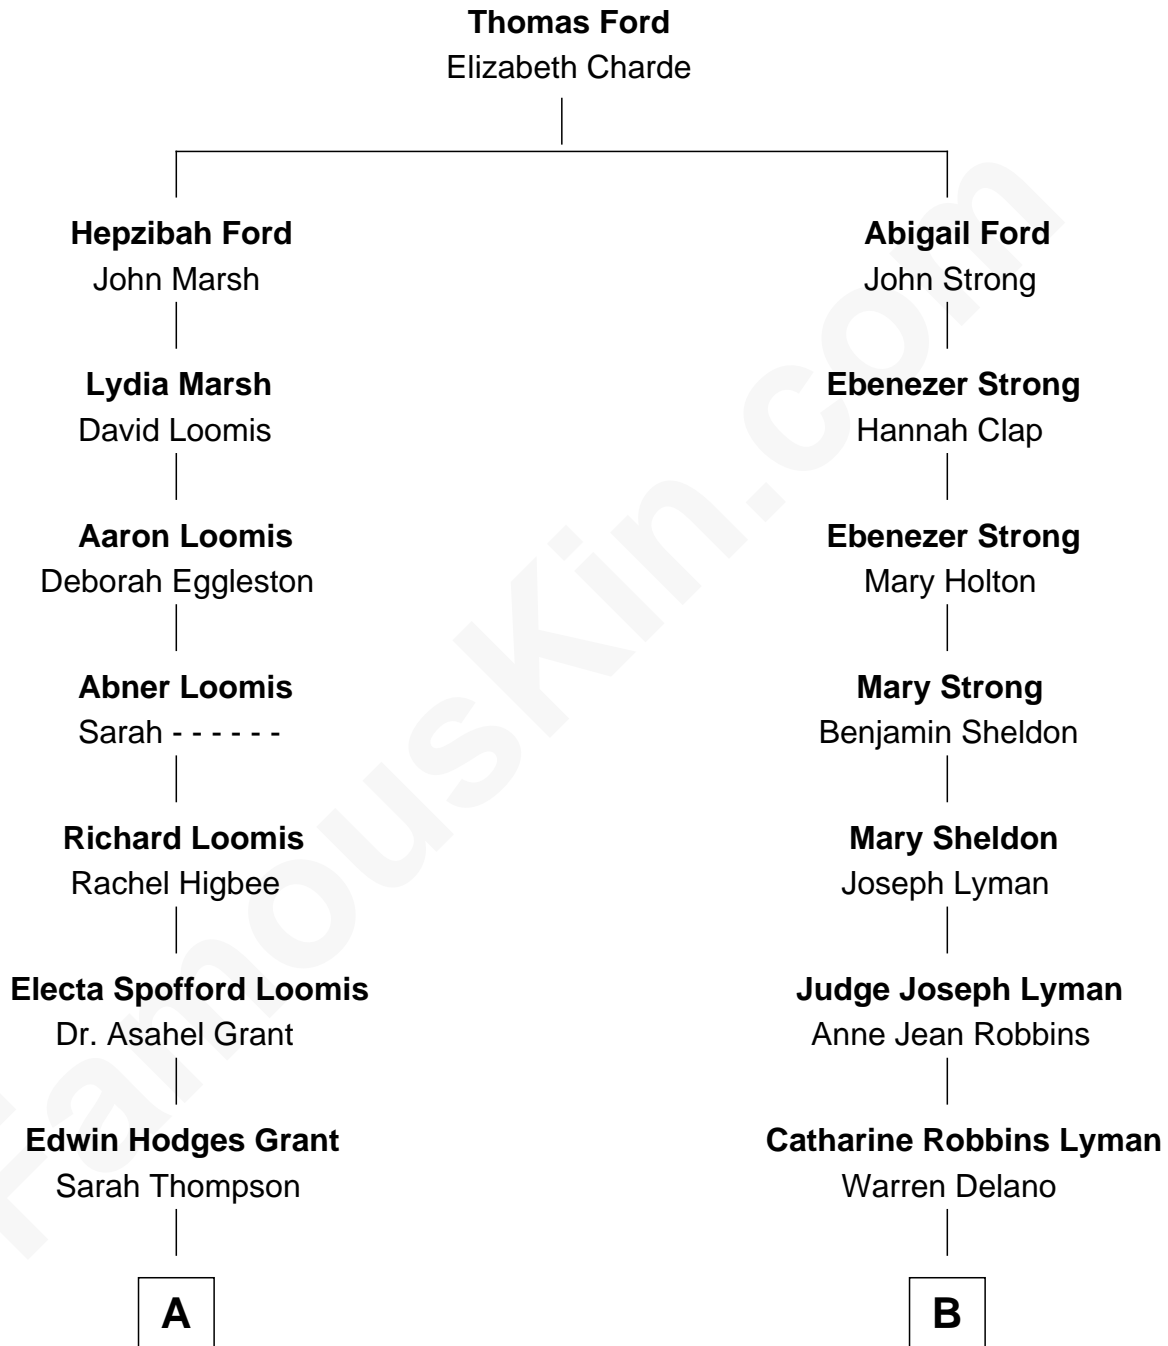 Thomas Ford
Elizabeth Charde
Hepzibah Ford
John Marsh
Abigail Ford
John Strong
Lydia Marsh
David Loomis
Ebenezer Strong
Hannah Clap
Aaron Loomis
Deborah Eggleston
Ebenezer Strong
Mary Holton
Abner Loomis
Sarah - - - - - -
Mary Strong
Benjamin Sheldon
Richard Loomis
Rachel Higbee
Mary Sheldon
Joseph Lyman
Electa Spofford Loomis
Dr. Asahel Grant
Judge Joseph Lyman
Anne Jean Robbins
Edwin Hodges Grant
Sarah Thompson
Catharine Robbins Lyman
Warren Delano
A
B
FamousKin.com